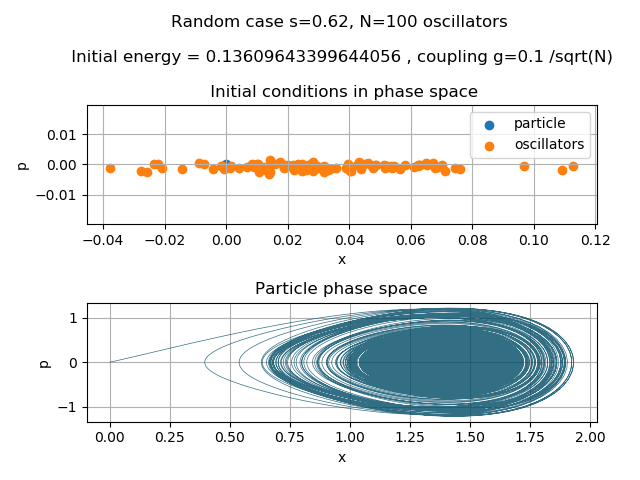 Random case s=0.62, N=100 oscillators
Initial energy = 0.13609643399644056 , coupling g=0.1 /sqrt(N)
Initial conditions in phase space
particle
oscillators
p
0.01
0.00
−0.01
−0.04 −0.02 0.00 0.02 0.04 0.06 0.08 0.10 0.12
x
Particle phase space
p
1
0
−1
0.00 0.25 0.50 0.75 1.00 1.25 1.50 1.75 2.00
x